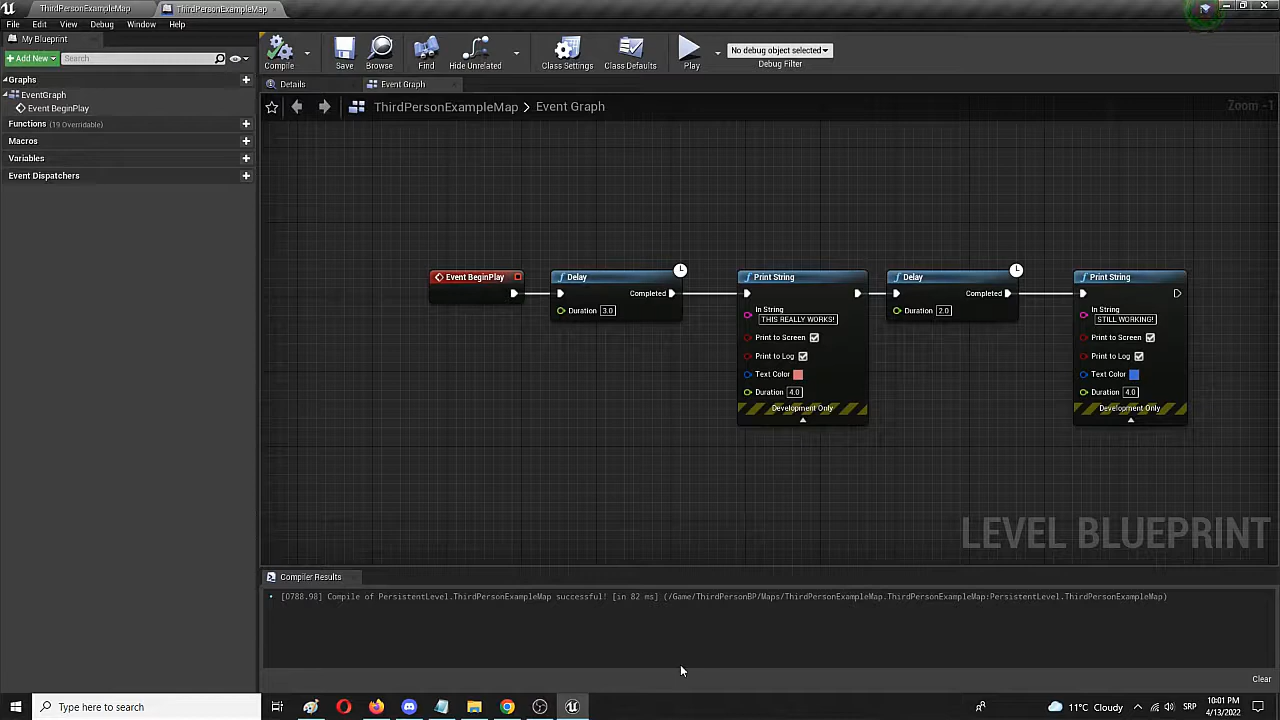 ThirdPersonExampleMap
ThirdPersonExampleMap
File Edit View Debug Window Help
My Blueprint
Add New Search
Compile Save Browse Find Hide Unrelated Class Settings Class Defaults Play
No debug object selected
Debug Filter
Details Event Graph
Graphs
EventGraph
Event BeginPlay
Functions (19 Overridable)
Macros
Variables
Event Dispatchers
ThirdPersonExampleMap > Event Graph
Zoom -1
Event BeginPlay
Delay
Completed
Duration 3.0
Print String
In String
THIS REALLY WORKS!
Print to Screen
Print to Log
Text Color
Duration 4.0
Development Only
Delay
Completed
Duration 2.0
Print String
In String
STILL WORKING!
Print to Screen
Print to Log
Text Color
Duration 4.0
Development Only
LEVEL BLUEPRINT
Compiler Results
[0788.98] Compile of PersistentLevel.ThirdPersonExampleMap successful! [in 82 ms] (/Game/ThirdPersonBP/Maps/ThirdPersonExampleMap.ThirdPersonExampleMap:PersistentLevel.ThirdPersonExampleMap)
Clear
Type here to search
11°C Cloudy
SRP
10:01 PM
4/13/2022